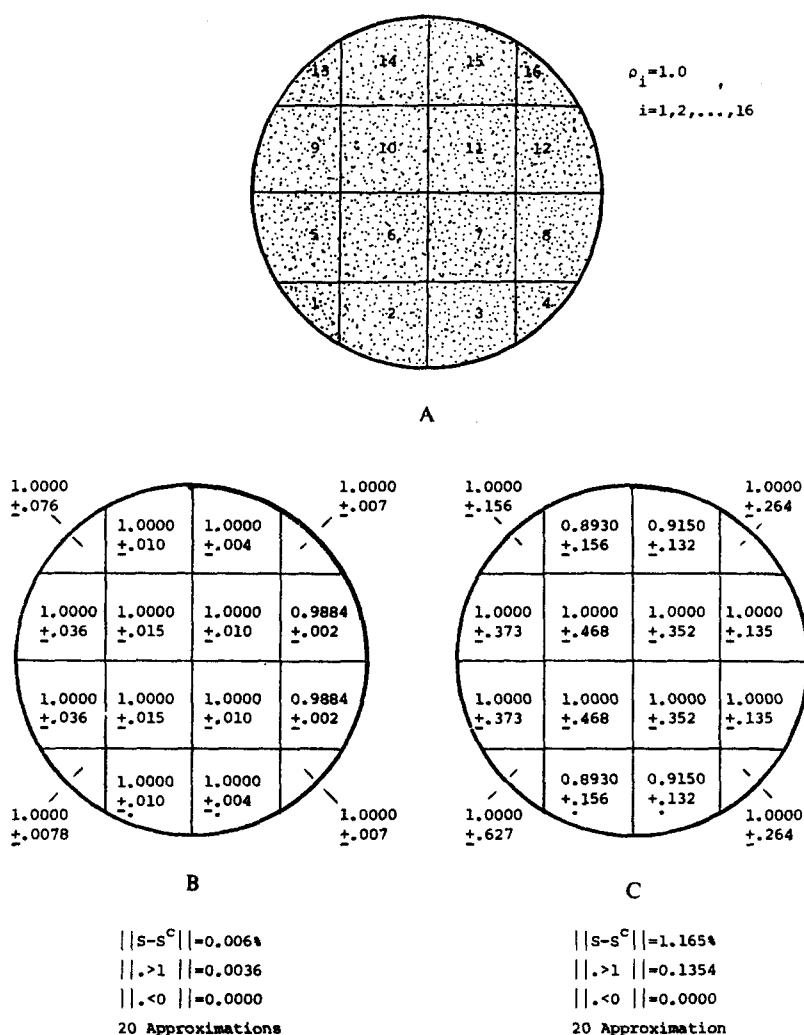 13 14 15 16
ρi=1.0 ,
i=1,2,...,16
9 10 11 12
5 6 7 8
1 2 3 4
A
1.0000 ±.076
1.0000 ±.010
1.0000 ±.004
1.0000 ±.007
1.0000 1.0000 1.0000 0.9884
±.036 ±.015 ±.010 ±.002
1.0000 1.0000 1.0000 0.9884
±.036 ±.015 ±.010 ±.002
1.0000 ±.0078
1.0000 ±.010
1.0000 ±.004
1.0000 ±.007
B
||S-S^c||=0.006%
||.>1 ||=0.0036
||.<0 ||=0.0000
20 Approximations
1.0000 ±.156
0.8930 ±.156
0.9150 ±.132
1.0000 ±.264
1.0000 1.0000 1.0000 1.0000
±.373 ±.468 ±.352 ±.135
1.0000 1.0000 1.0000 1.0000
±.373 ±.468 ±.352 ±.135
1.0000 ±.627
0.8930 +.156
0.9150 +.132
1.0000 ±.264
C
||S-S^c||=1.165%
||.>1 ||=0.1354
||.<0 ||=0.0000
20 Approximation